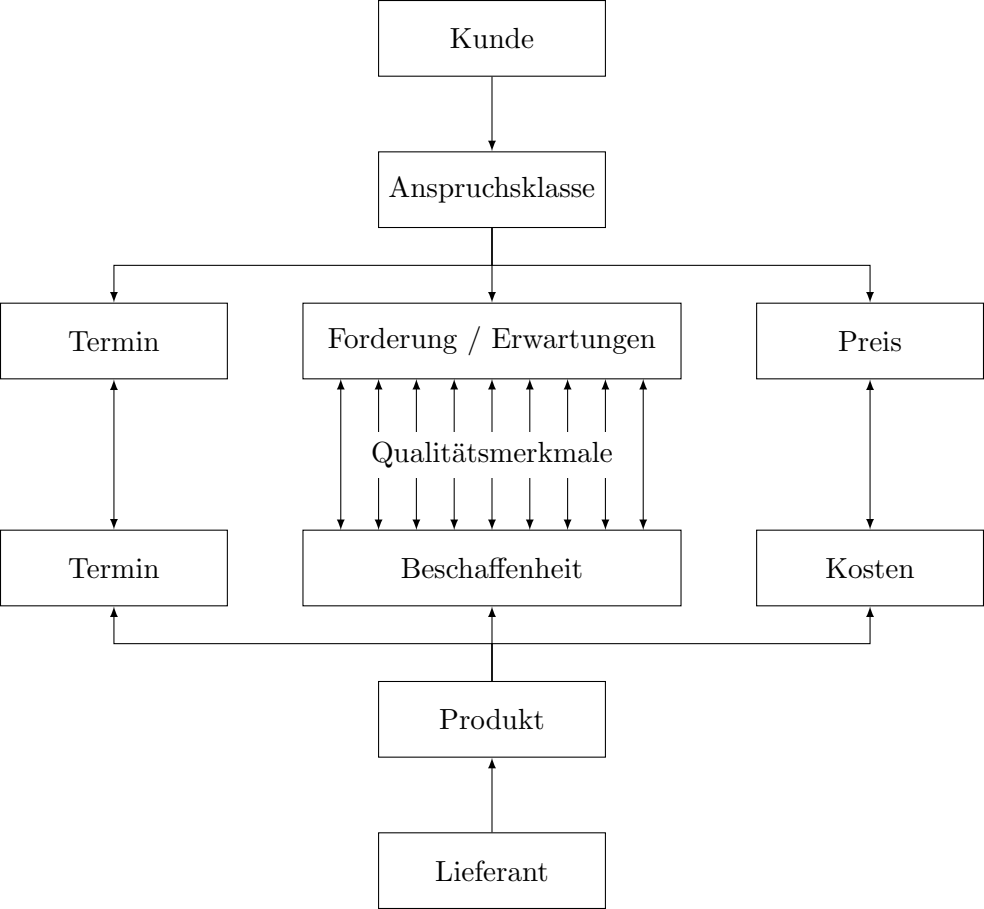 Kunde
Anspruchsklasse
Termin
Forderung / Erwartungen
Preis
Qualitätsmerkmale
Termin
Beschaffenheit
Kosten
Produkt
Lieferant